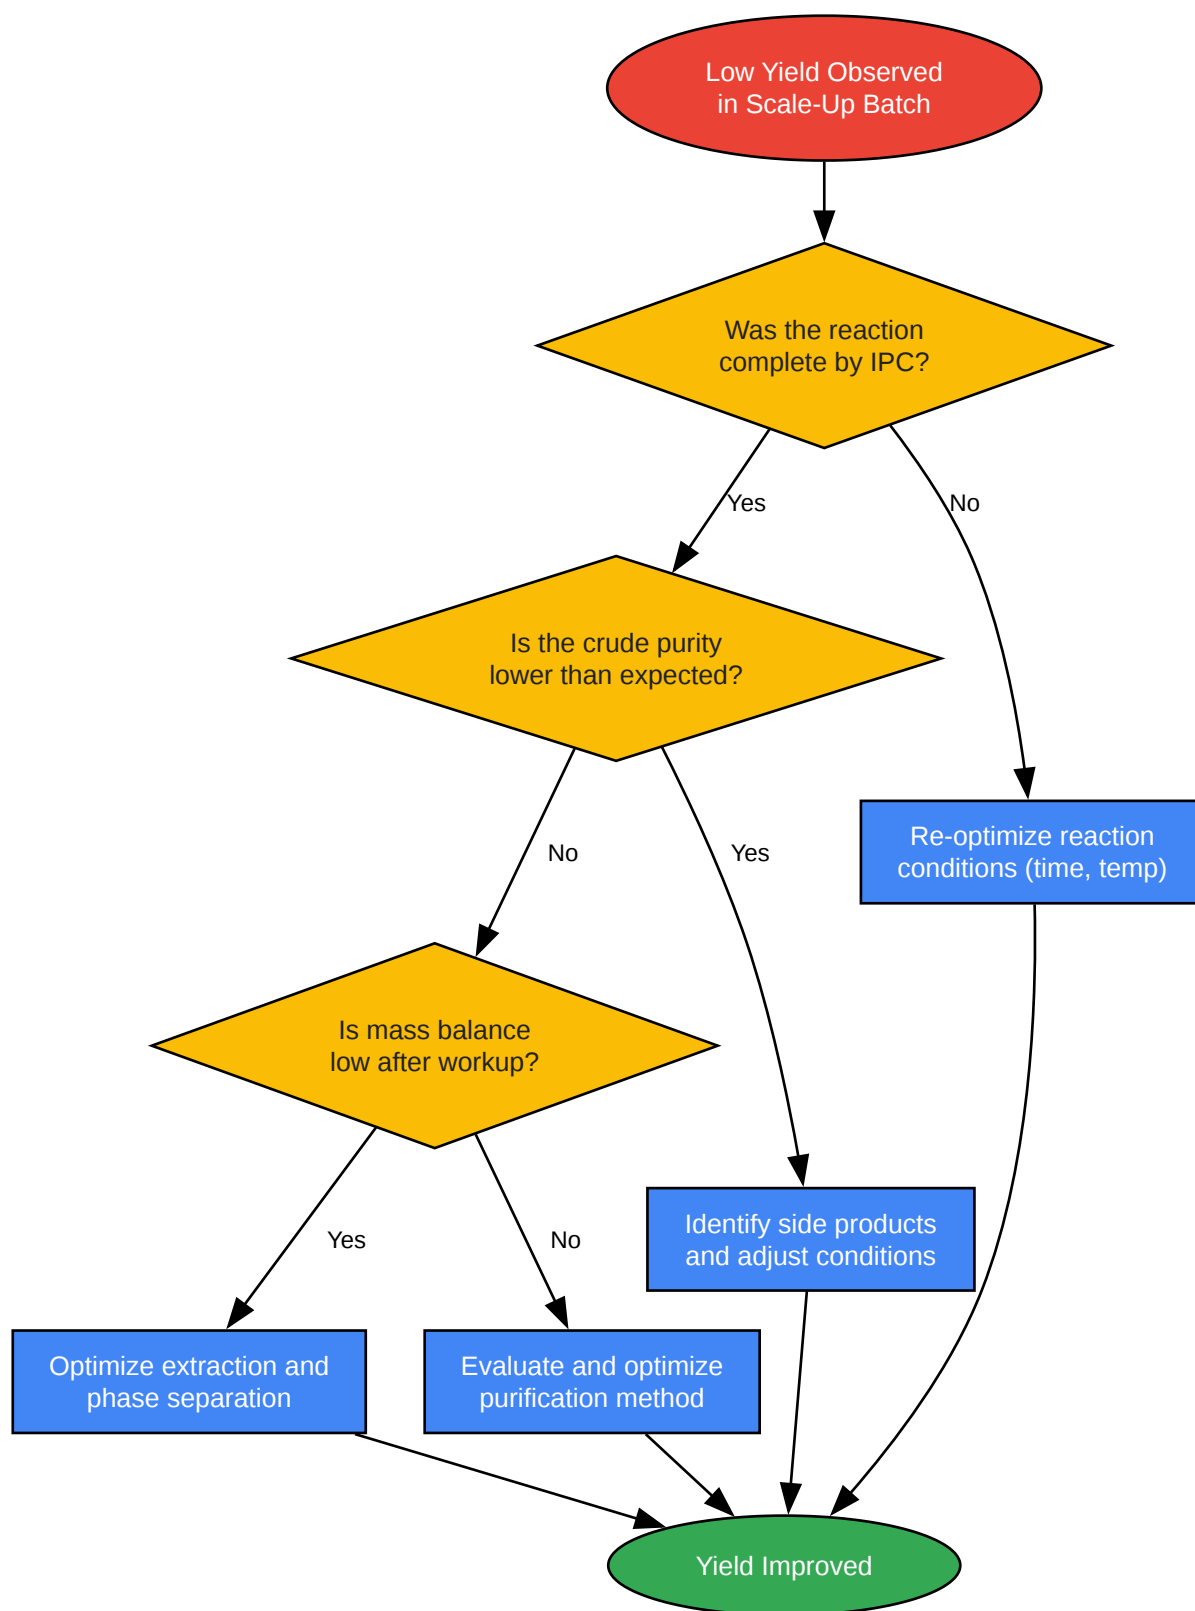 Low Yield Observed
in Scale-Up Batch
Was the reaction
complete by IPC?
Yes
No
Is the crude purity
lower than expected?
No
Yes
Re-optimize reaction
conditions (time, temp)
Is mass balance
low after workup?
Yes
No
Identify side products
and adjust conditions
Optimize extraction and
phase separation
Evaluate and optimize
purification method
Yield Improved